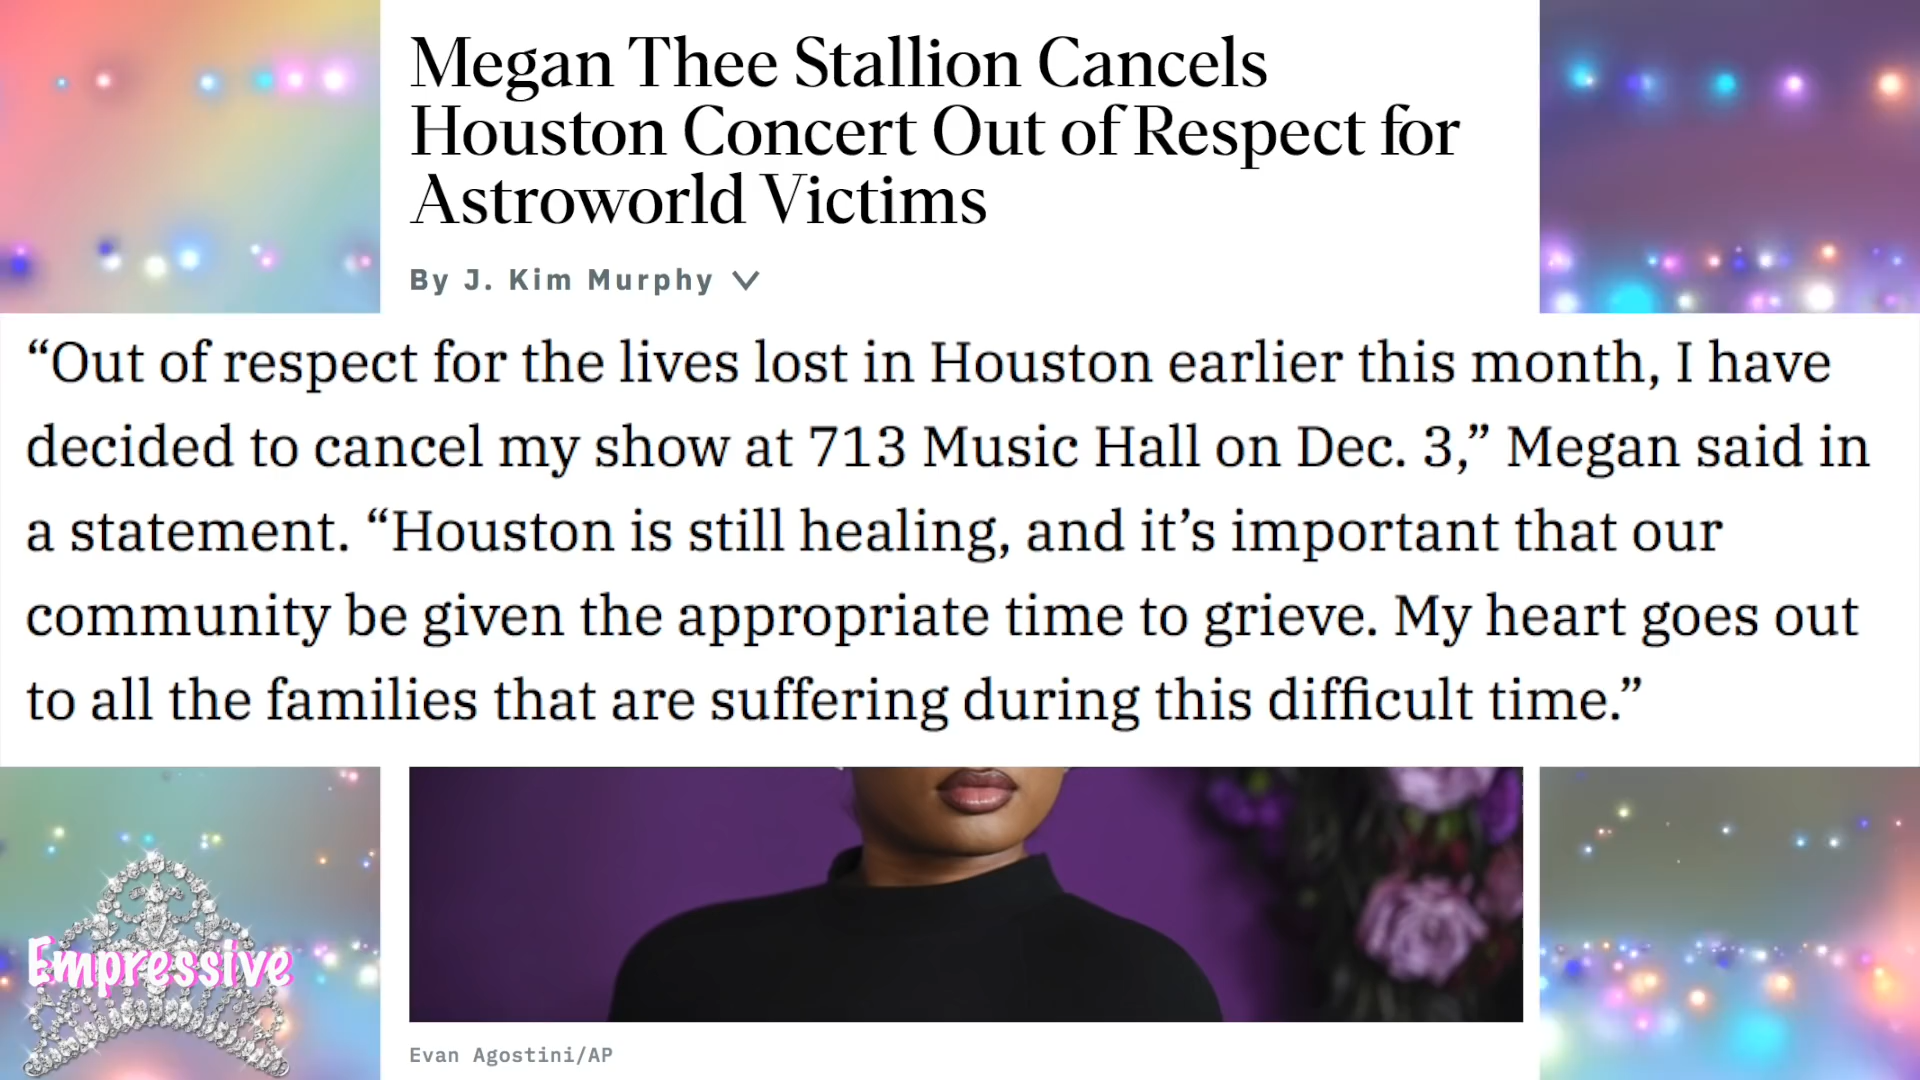 Megan Thee Stallion Cancels
Houston Concert Out of Respect for
Astroworld Victims
By J. Kim Murphy
“Out of respect for the lives lost in Houston earlier this month, I have
decided to cancel my show at 713 Music Hall on Dec. 3,” Megan said in
a statement. “Houston is still healing, and it’s important that our
community be given the appropriate time to grieve. My heart goes out
to all the families that are suffering during this difficult time.”
Empressive
Evan Agostini/AP